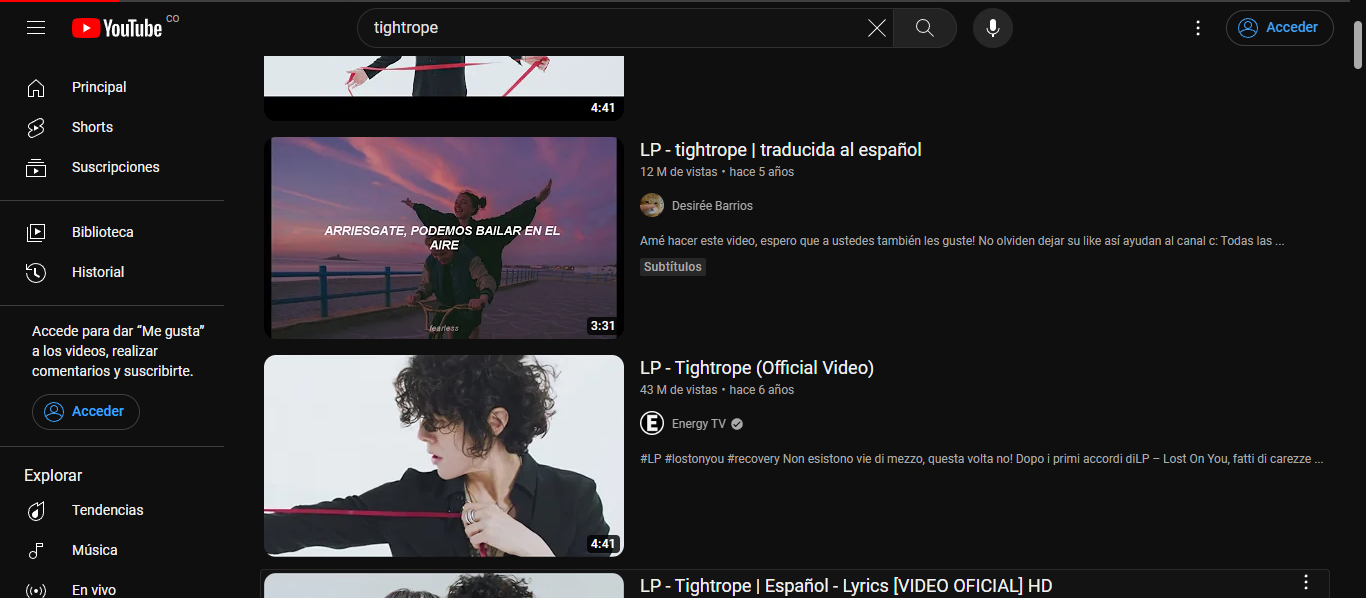 YouTube CO
tightrope
Acceder
Principal
Shorts
Suscripciones
Biblioteca
Historial
Accede para dar “Me gusta”
a los videos, realizar
comentarios y suscribirte.
Acceder
Explorar
Tendencias
Música
En vivo
4:41
ARRIESGATE, PODEMOS BAILAR EN EL
AIRE
fearless
3:31
LP - tightrope | traducida al español
12 M de vistas • hace 5 años
Desirée Barrios
Amé hacer este video, espero que a ustedes también les guste! No olviden dejar su like así ayudan al canal c: Todas las ...
Subtítulos
4:41
LP - Tightrope (Official Video)
43 M de vistas • hace 6 años
E
Energy TV
#LP #lostonyou #recovery Non esistono vie di mezzo, questa volta no! Dopo i primi accordi diLP – Lost On You, fatti di carezze ...
LP - Tightrope | Español - Lyrics [VIDEO OFICIAL] HD